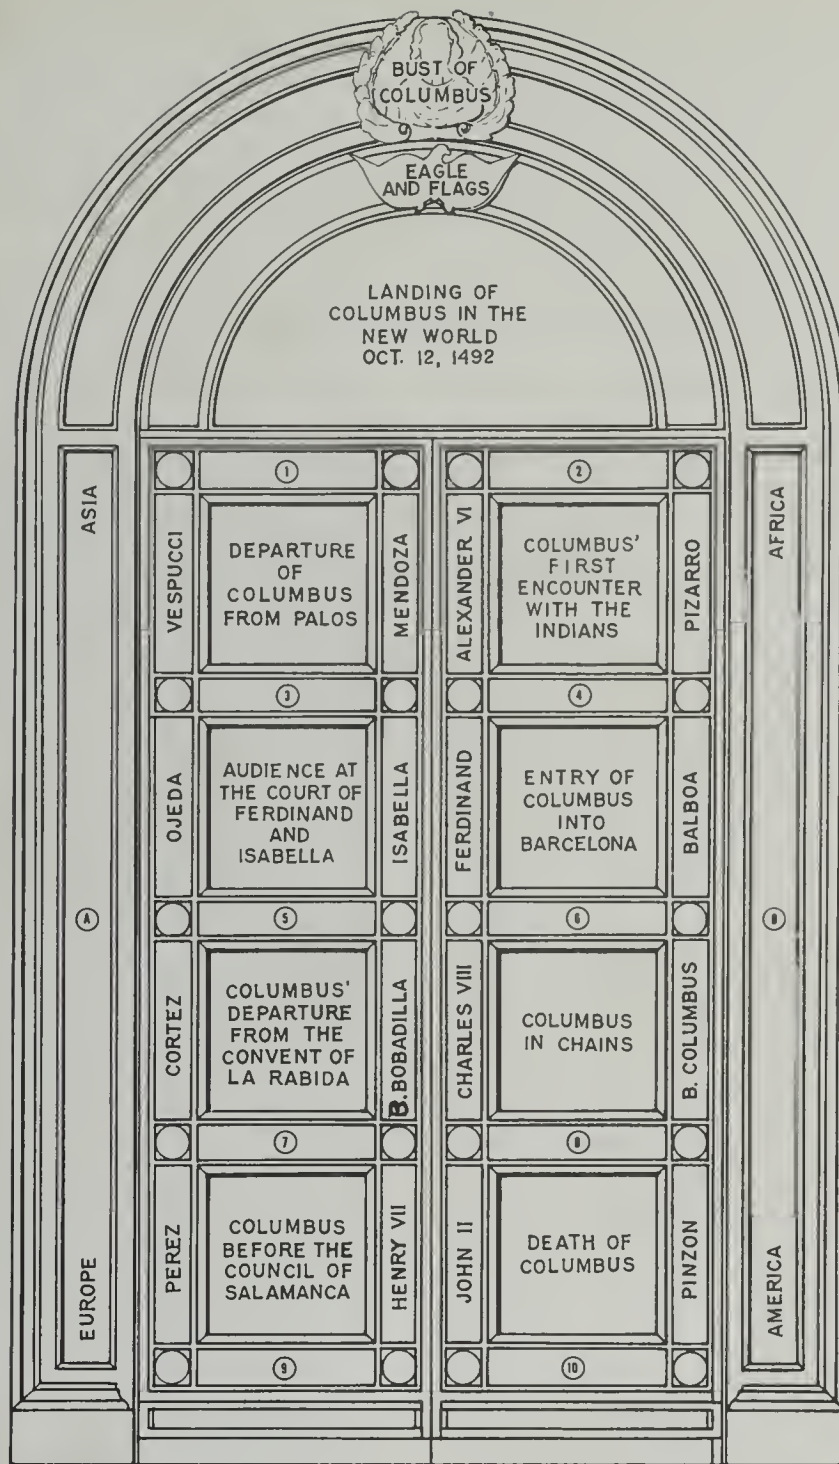 BUST OF
COLUMBUS
EAGLE
AND FLAGS
LANDING OF
COLUMBUS IN THE
NEW WORLD
OCT. 12, 1492
ASIA
EUROPE
A
AFRICA
AMERICA
B
1
2
VESPUCCI
DEPARTURE
OF
COLUMBUS
FROM PALOS
MENDOZA
ALEXANDER VI
COLUMBUS'
FIRST
ENCOUNTER
WITH THE
INDIANS
PIZARRO
3
4
OJEDA
AUDIENCE AT
THE COURT OF
FERDINAND
AND
ISABELLA
ISABELLA
FERDINAND
ENTRY OF
COLUMBUS
INTO
BARCELONA
BALBOA
5
6
CORTEZ
COLUMBUS'
DEPARTURE
FROM THE
CONVENT OF
LA RABIDA
B. BOBADILLA
CHARLES VIII
COLUMBUS
IN CHAINS
B. COLUMBUS
7
8
PEREZ
COLUMBUS
BEFORE THE
COUNCIL OF
SALAMANCA
HENRY VII
JOHN II
DEATH OF
COLUMBUS
PINZON
9
10